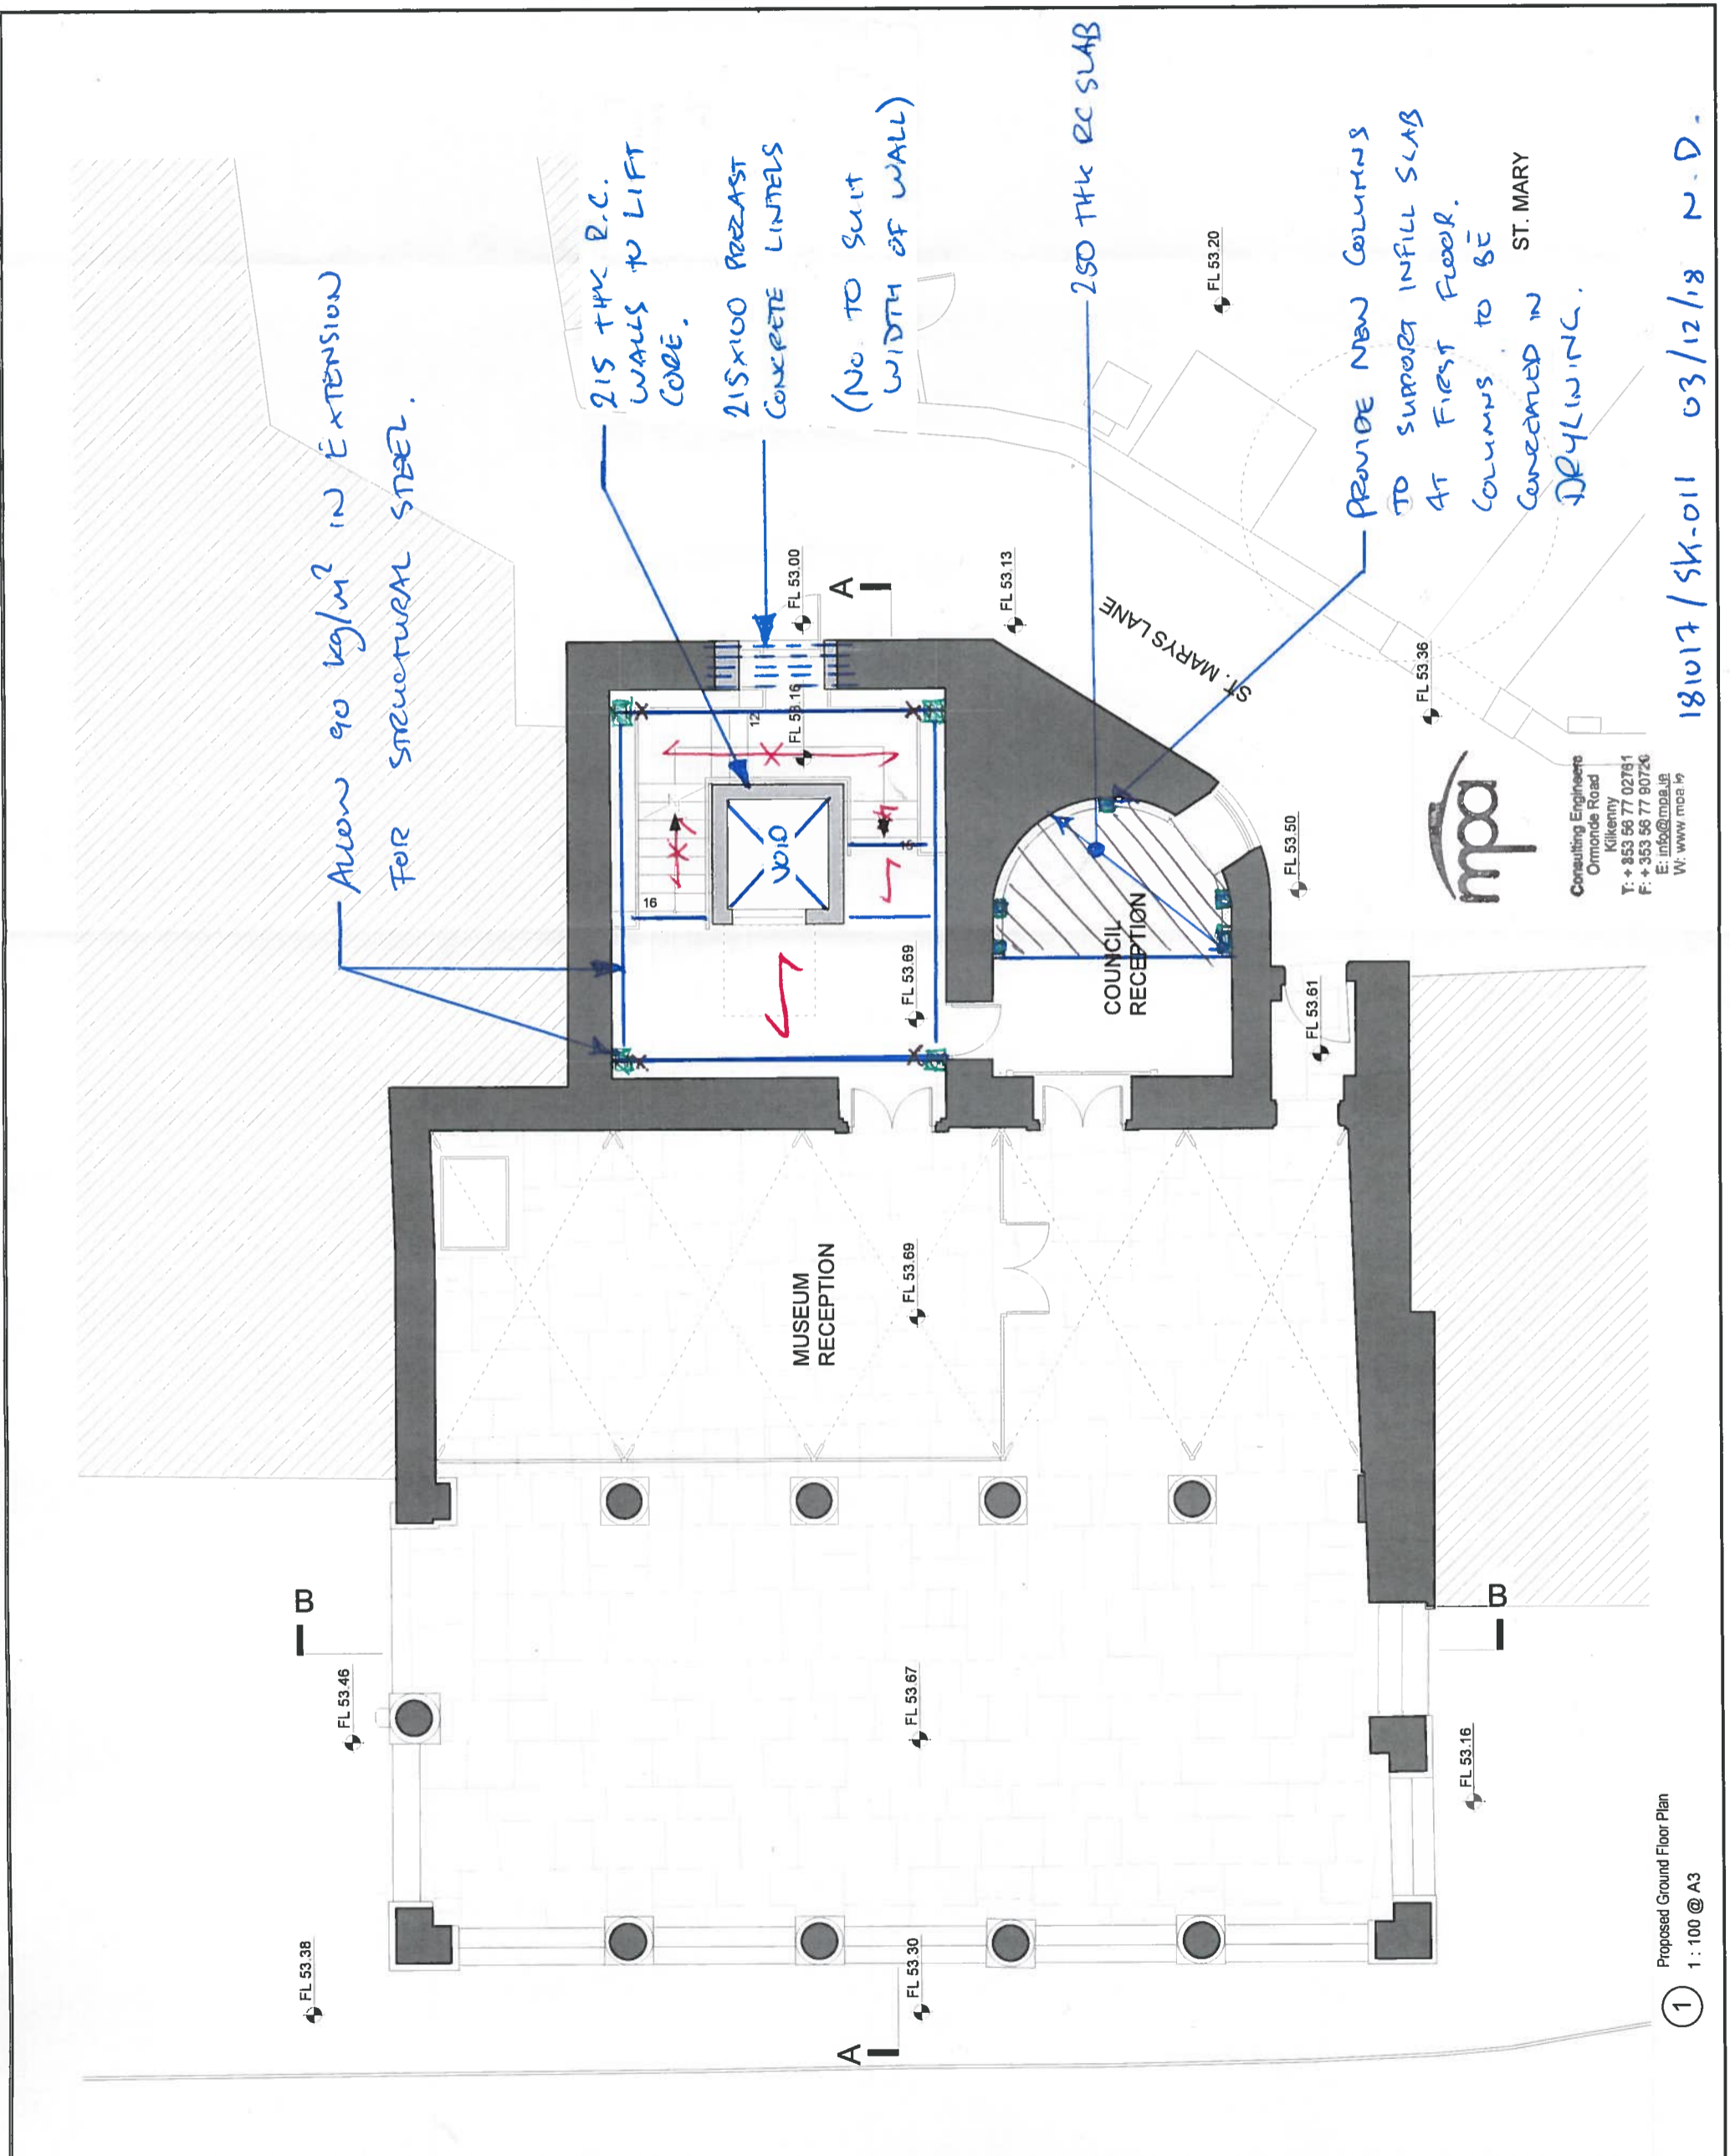 ALLOW 90 kg/m² IN EXTENSION
FOR STRUCTURAL STEEL.
215 THK R.C.
WALLS TO LIFT
CORE.
215x100 PRECAST
CONCRETE LINTELS
(No. TO SUIT
WIDTH OF WALL)
250 THK RC SLAB
PROVIDE NEW COLUMNS
TO SUPPORT INFILL SLAB
AT FIRST FLOOR.
COLUMNS TO BE
CONCEALED IN
DRYLINING.
ST. MARY
181017 / SK-011 03/12/18 N.D.
FL 53.20
FL 53.00
A
FL 53.13
ST. MARYS LANE
FL 53.36
FL 53.16
12
VOID
16
15
FL 53.50
FL 53.69
COUNCIL
RECEPTION
FL 53.61
MUSEUM
RECEPTION
FL 53.69
B
B
FL 53.46
FL 53.67
FL 53.16
FL 53.38
FL 53.30
A
mpa
Consulting Engineers
Ormonde Road
Kilkenny
T: + 353 56 77 02761
F: + 353 56 77 90720
E: info@mpa.ie
W: www.mpa.ie
1
Proposed Ground Floor Plan
1 : 100 @ A3